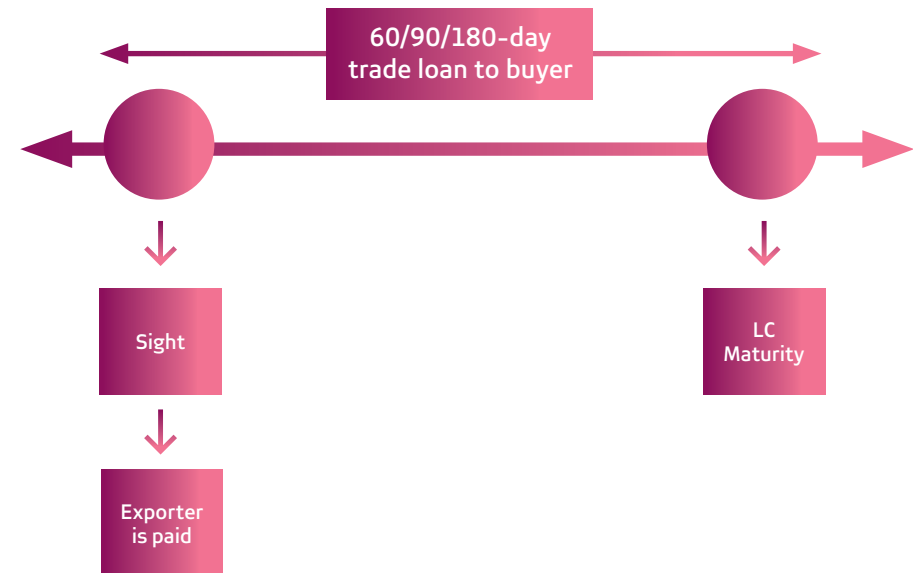 60/90/180-day
trade loan to buyer
Sight
LC
Maturity
Exporter
is paid